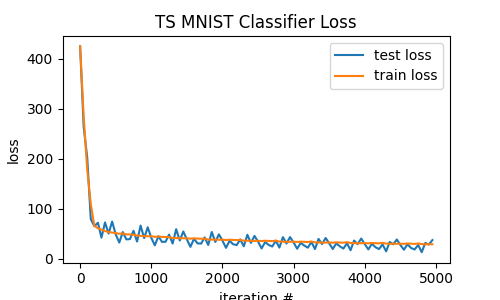 TS MNIST Classifier Loss
test loss
train loss
loss
400
300
200
100
0
0 1000 2000 3000 4000 5000
iteration #